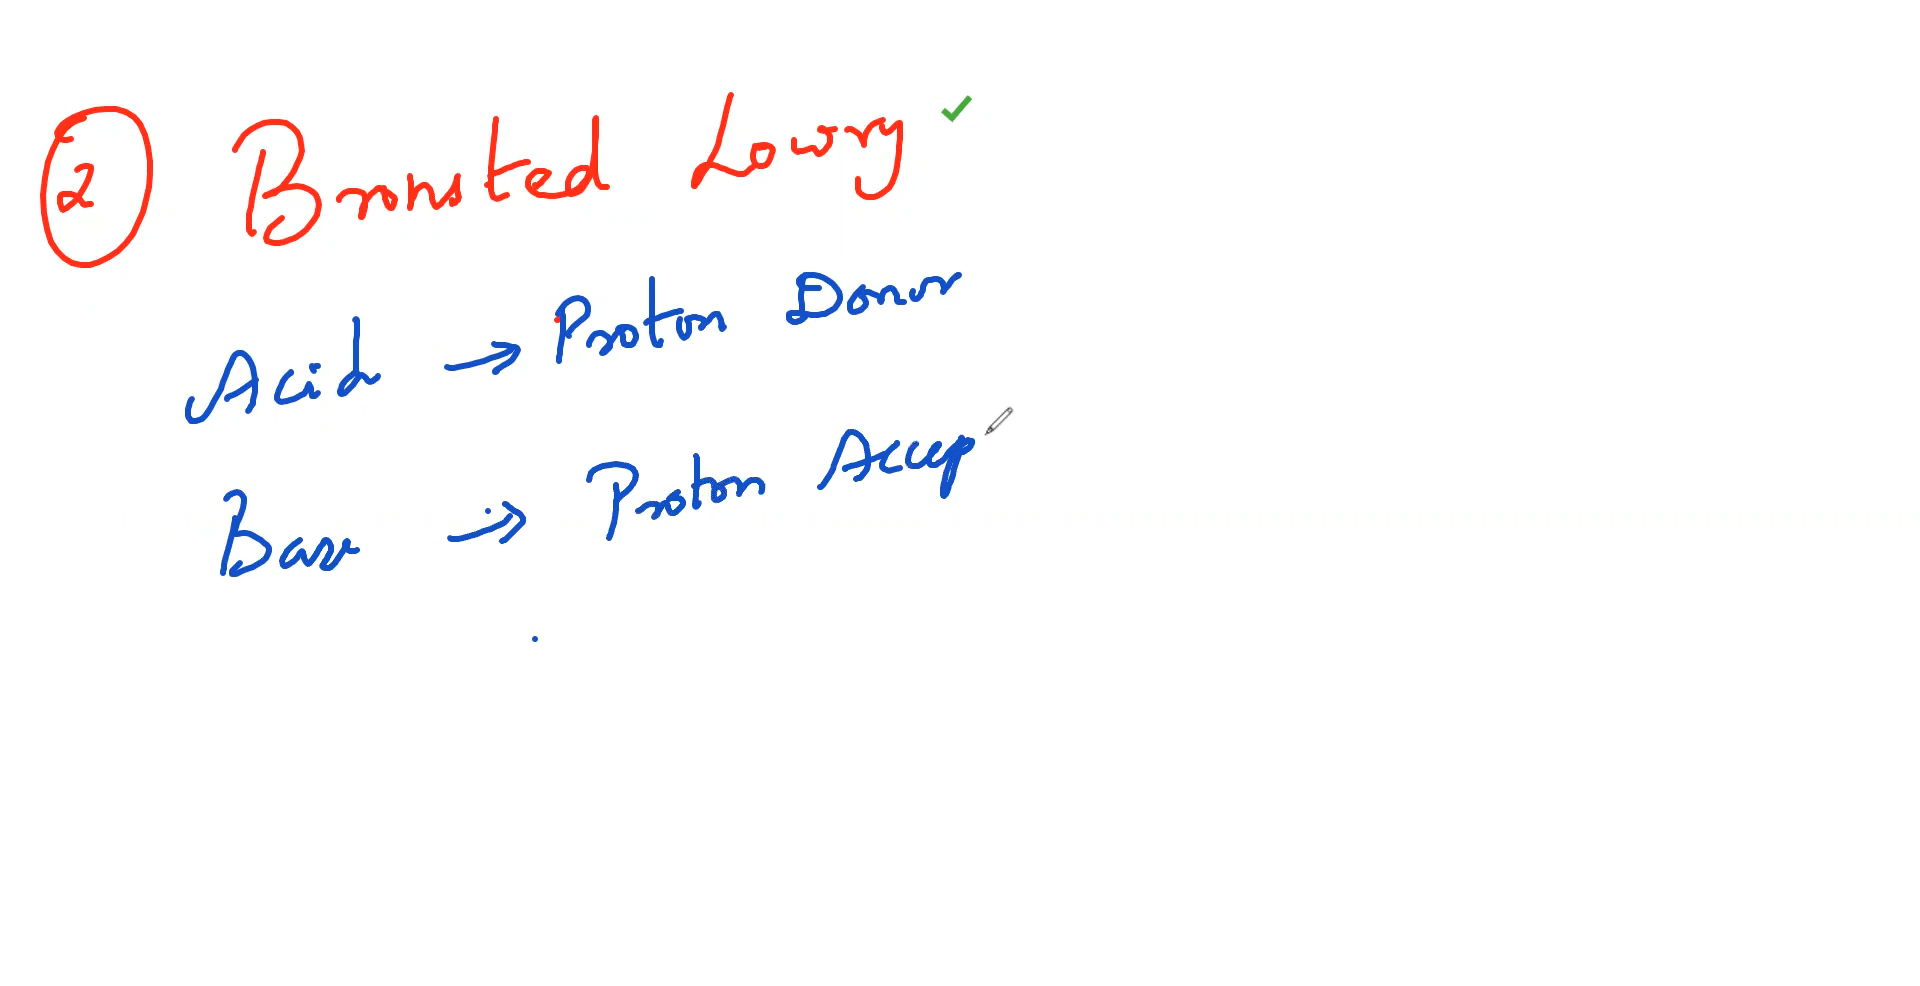 2 Bronsted Lowry
Acid → Proton Donor
Base → Proton Accep